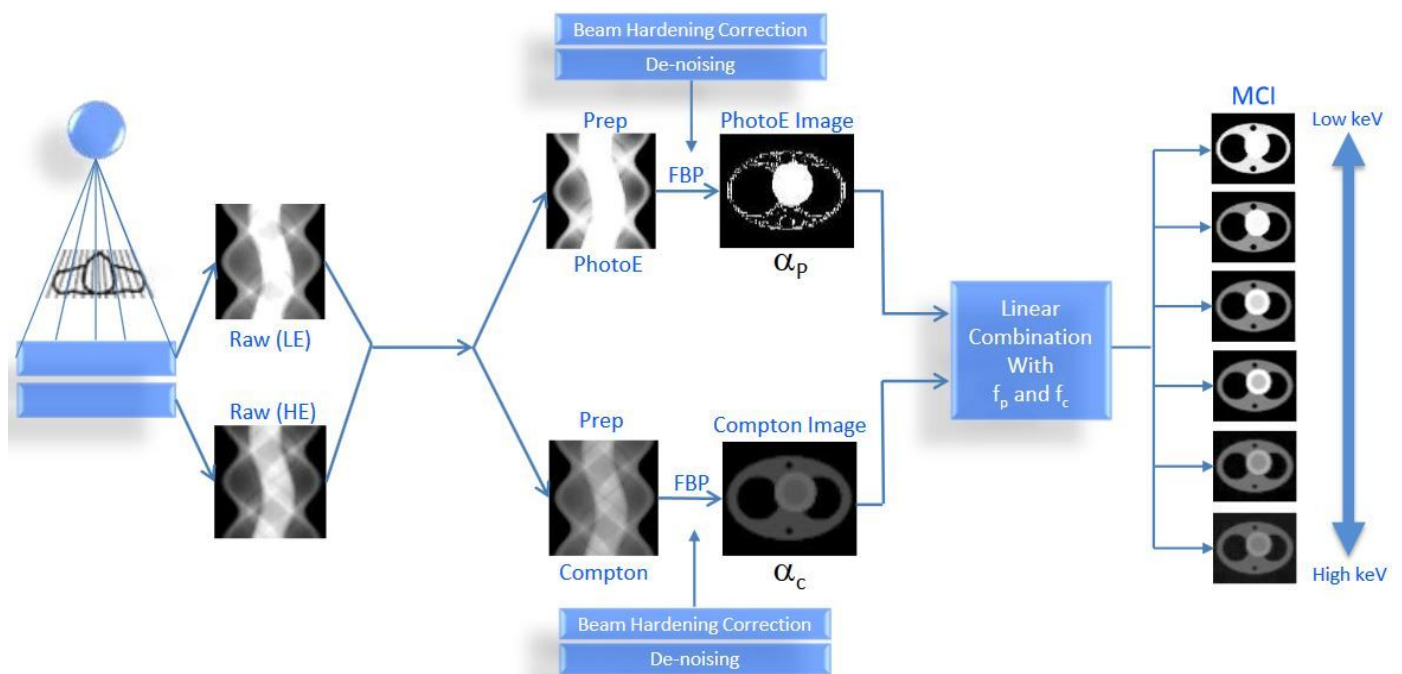 Beam Hardening Correction
De-noising
MCI
Low keV
Prep
PhotoE Image
FBP
PhotoE
αP
Raw (LE)
Linear
Combination
With
fp and fc
Raw (HE)
Prep
Compton Image
FBP
Compton
αc
High keV
Beam Hardening Correction
De-noising